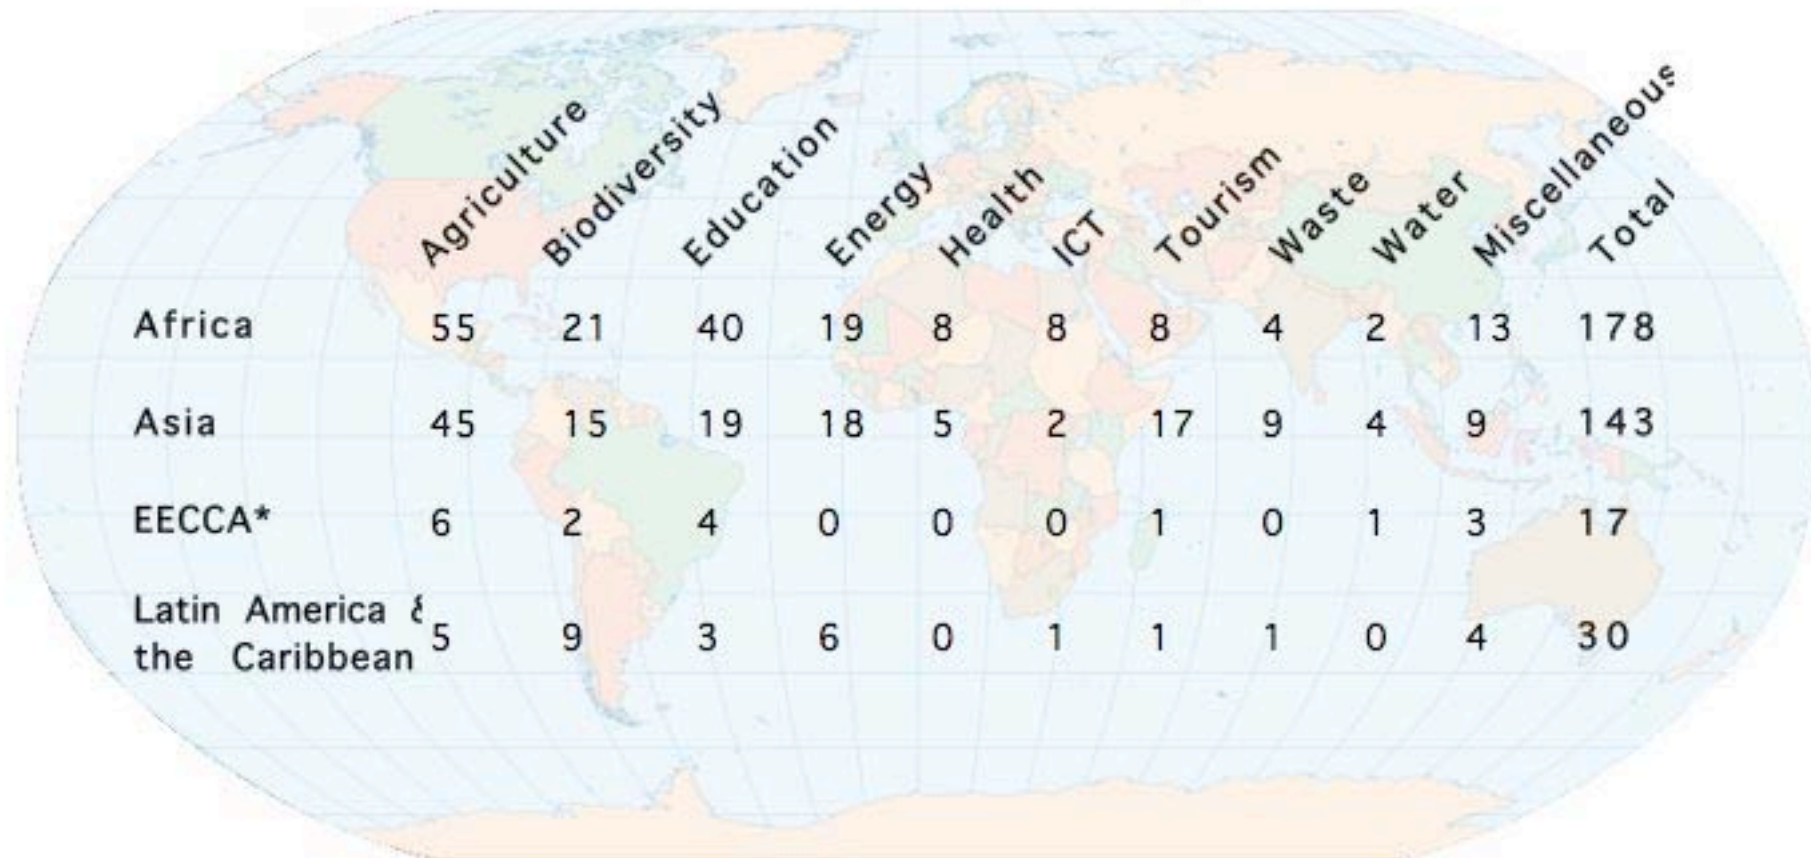 Agriculture Biodiversity Education Energy Health ICT Tourism Waste Water Miscellaneous Total
Africa 55 21 40 19 8 8 8 4 2 13 178
Asia 45 15 19 18 5 2 17 9 4 9 143
EECCA* 6 2 4 0 0 0 1 0 1 3 17
Latin America &
the Caribbean 5 9 3 6 0 1 1 1 0 4 30